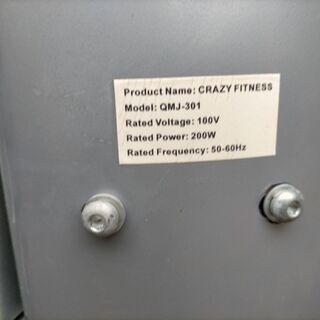 Product Name: CRAZY FITNESS
Model: QMJ-301
Rated Voltage: 100V
Rated Power: 200W
Rated Frequency: 50-60Hz